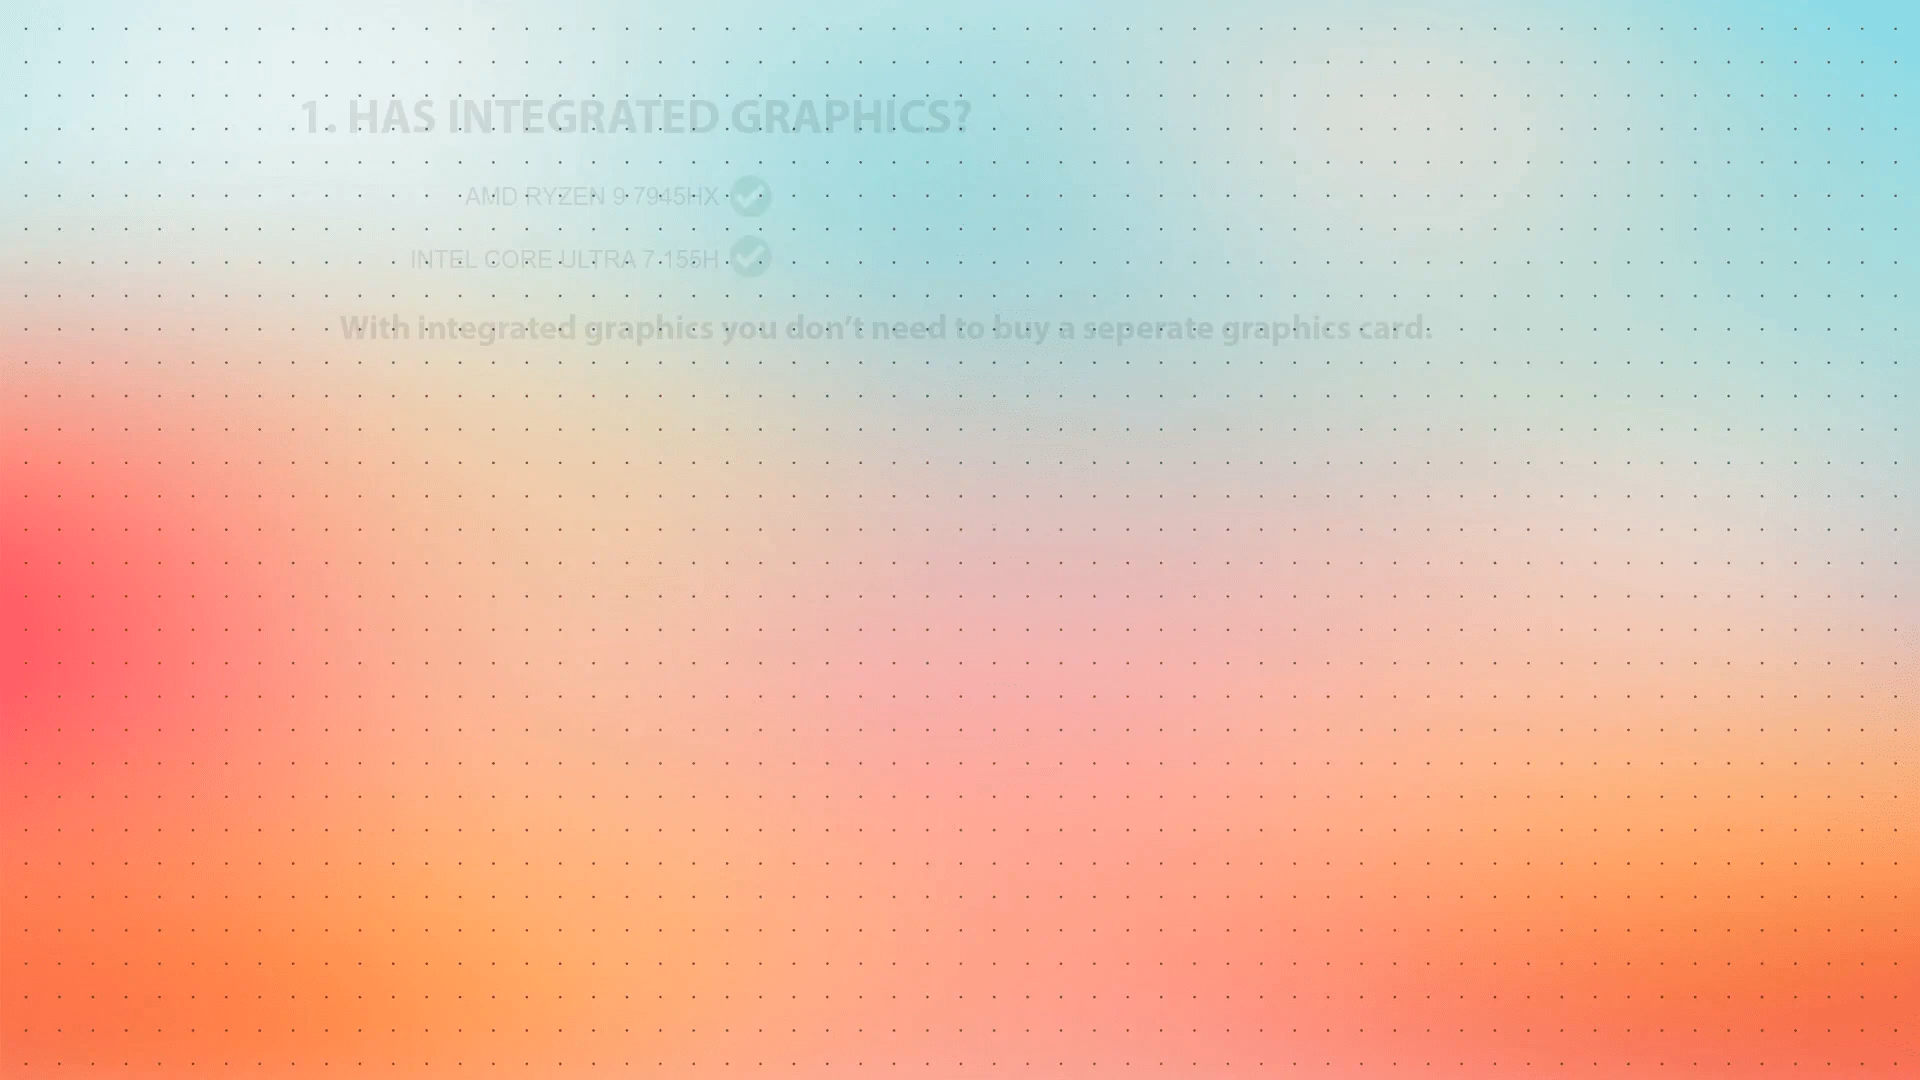 1. HAS INTEGRATED GRAPHICS?
AMD RYZEN 9 7945HX
INTEL CORE ULTRA 7 155H
With integrated graphics you don’t need to buy a seperate graphics card.